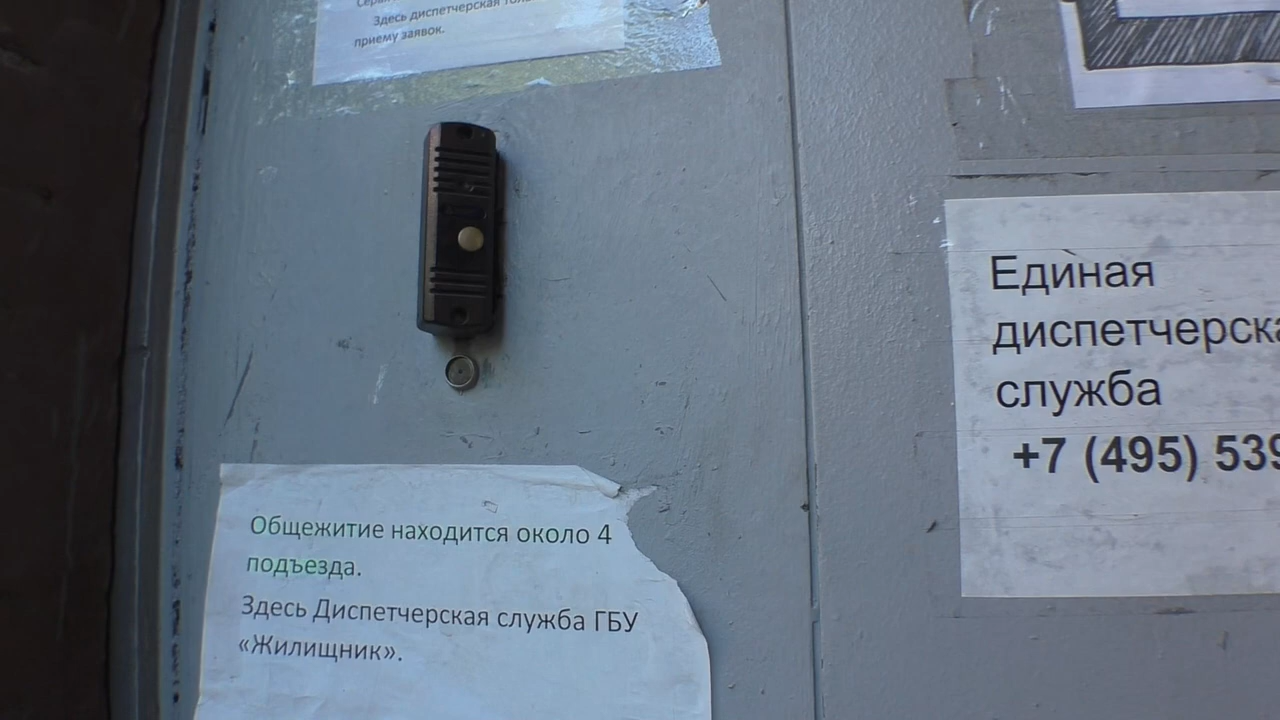 Здесь диспетчерская
приему заявок.
Единая
диспетчерска
служба
+7 (495) 539
Общежитие находится около 4
подъезда.
Здесь Диспетчерская служба ГБУ
«Жилищник».